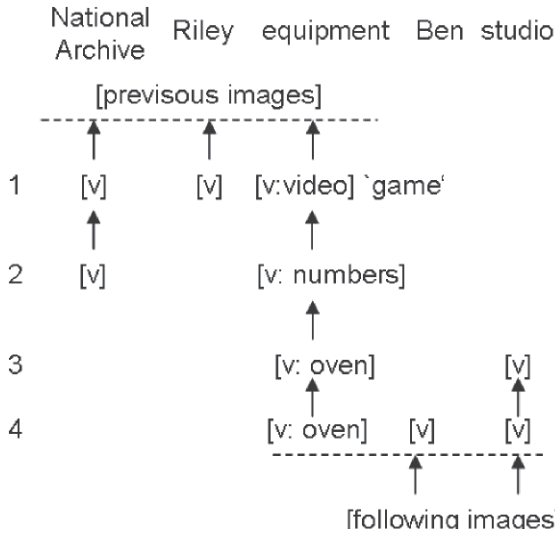 National Archive Riley equipment Ben studio
[previsous images]
1 [v] [v] [v:video] `game‘
2 [v] [v: numbers]
3 [v: oven] [v]
4 [v: oven] [v] [v]
[following images]